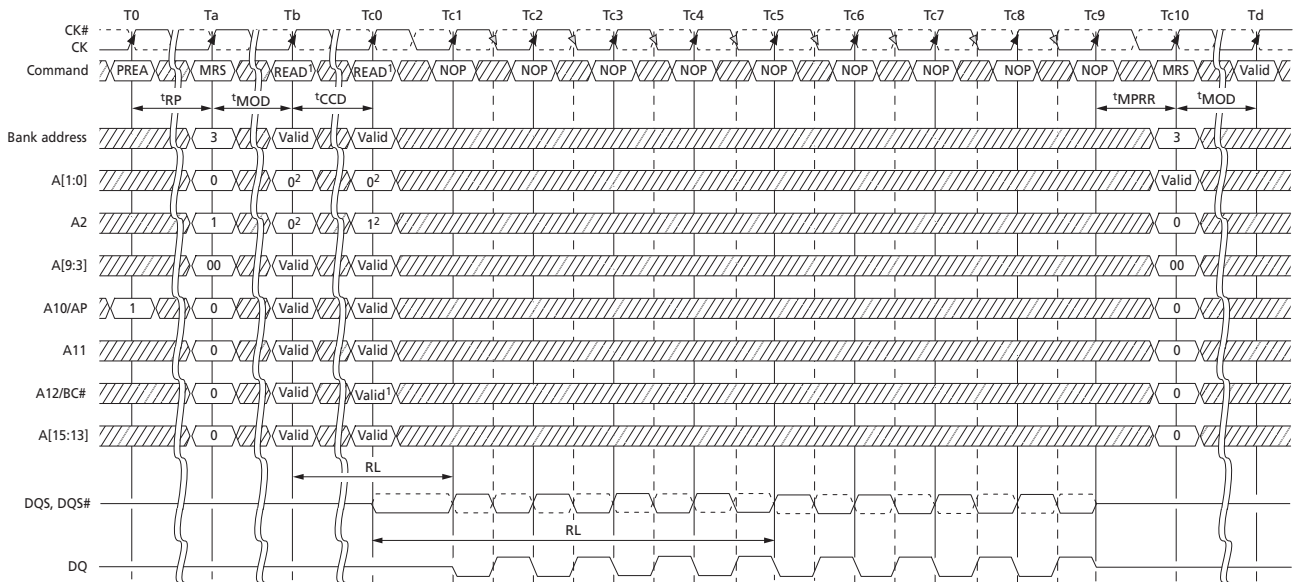 T0 Ta Tb Tc0 Tc1 Tc2 Tc3 Tc4 Tc5 Tc6 Tc7 Tc8 Tc9 Tc10 Td
CK#
CK
Command PREA MRS READ¹ READ¹ NOP NOP NOP NOP NOP NOP NOP NOP NOP MRS Valid
tRP tMOD tCCD tMPRR tMOD
Bank address 3 Valid Valid 3
A[1:0] 0 0² 0² Valid
A2 1 0² 1² 0
A[9:3] 00 Valid Valid 00
A10/AP 1 0 Valid Valid 0
A11 0 Valid Valid 0
A12/BC# 0 Valid Valid¹ 0
A[15:13] 0 Valid Valid 0
RL
DQS, DQS#
RL
DQ